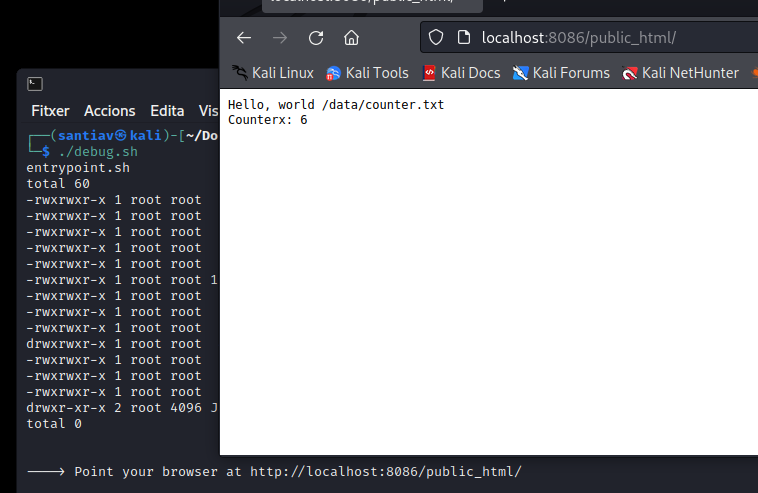 localhost:8086/public_html/
localhost:8086/public_html/
Kali Linux Kali Tools Kali Docs Kali Forums Kali NetHunter
Hello, world /data/counter.txt
Counterx: 6
Fitxer Accions Edita Vis
(santiav㉿kali)-[~/Do
$ ./debug.sh
entrypoint.sh
total 60
-rwxrwxr-x 1 root root
-rwxrwxr-x 1 root root
-rwxrwxr-x 1 root root
-rwxrwxr-x 1 root root
-rwxrwxr-x 1 root root
-rwxrwxr-x 1 root root 1
-rwxrwxr-x 1 root root
-rwxrwxr-x 1 root root
-rwxrwxr-x 1 root root
drwxrwxr-x 1 root root
-rwxrwxr-x 1 root root
-rwxrwxr-x 1 root root
-rwxrwxr-x 1 root root
drwxr-xr-x 2 root 4096 J
total 0
———> Point your browser at http://localhost:8086/public_html/